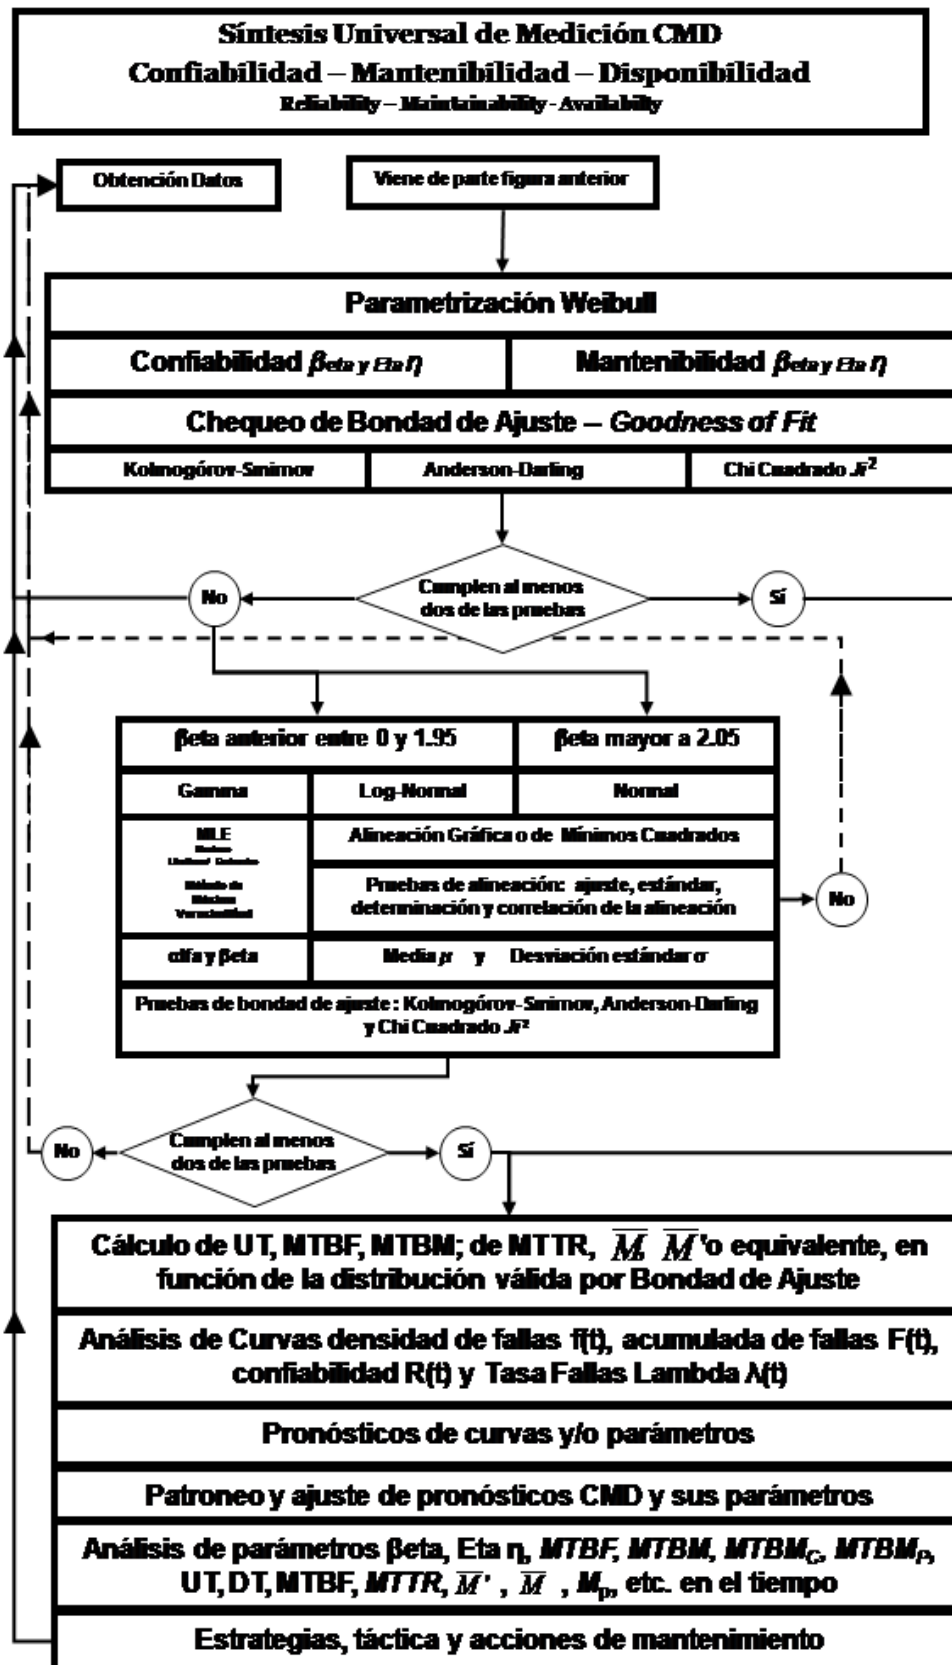 Síntesis Universal de Medición CMD
Confiabilidad – Mantenibilidad – Disponibilidad
Reliability – Maintainability - Availabilty
Obtención Datos
Viene de parte figura anterior
Parametrización Weibull
Confiabilidad βeta y Eta η
Mantenibilidad βeta y Eta η
Chequeo de Bondad de Ajuste – Goodness of Fit
Kolmogórov-Smirnov
Anderson-Darling
Chi Cuadrado Ji²
Cumplen al menos
dos de las pruebas
No
Sí
βeta anterior entre 0 y 1.95
βeta mayor a 2.05
Gamma
Log-Normal
Normal
MLE
Método de
Máxima
Verosimilitud
Alineación Gráfica o de Mínimos Cuadrados
Pruebas de alineación: ajuste, estándar,
determinación y correlación de la alineación
No
αlfa y βeta
Media μ y Desviación estándar σ
Pruebas de bondad de ajuste : Kolmogórov-Smirnov, Anderson-Darling
y Chi Cuadrado Ji²
No
Cumplen al menos
dos de las pruebas
Sí
Cálculo de UT, MTBF, MTBM; de MTTR, M̅, M̅'o equivalente, en
función de la distribución válida por Bondad de Ajuste
Análisis de Curvas densidad de fallas f(t), acumulada de fallas F(t),
confiabilidad R(t) y Tasa Fallas Lambda λ(t)
Pronósticos de curvas y/o parámetros
Patroneo y ajuste de pronósticos CMD y sus parámetros
Análisis de parámetros βeta, Eta η, MTBF, MTBM, MTBM_C, MTBM_P,
UT, DT, MTBF, MTTR, M̅' , M̅ , M_p, etc. en el tiempo
Estrategias, táctica y acciones de mantenimiento